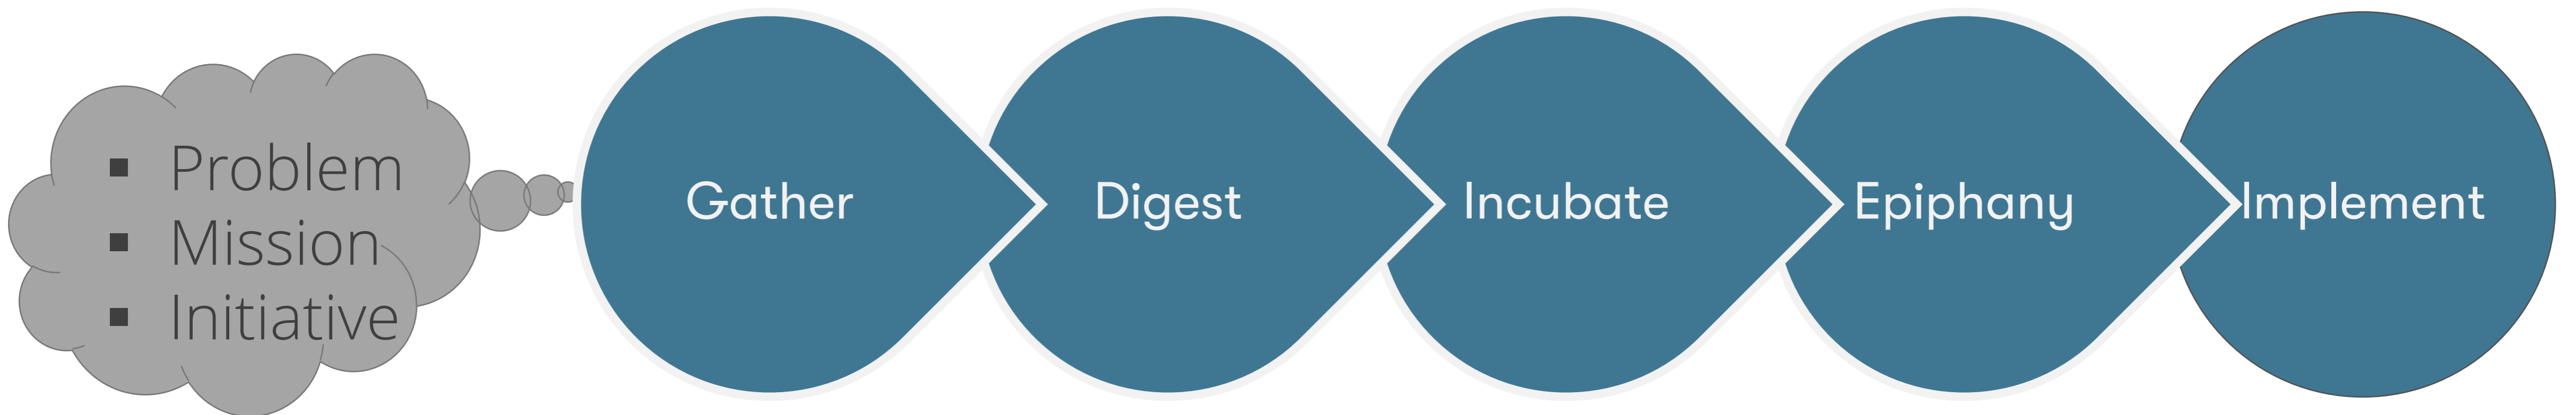 ▪ Problem
▪ Mission
▪ Initiative
Gather
Digest
Incubate
Epiphany
Implement